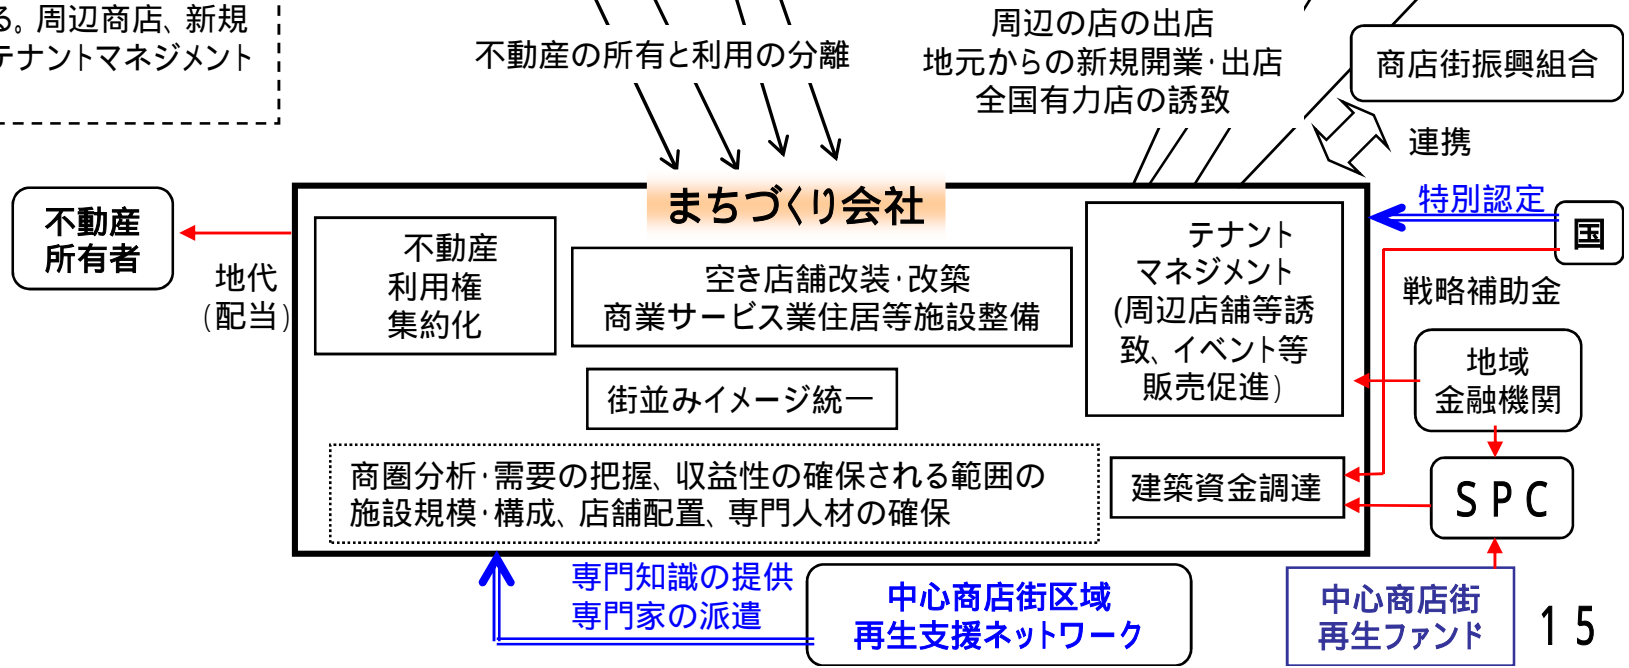 る。周辺商店、新規
テナントマネジメント
不動産の所有と利用の分離
周辺の店の出店
地元からの新規開業・出店
全国有力店の誘致
商店街振興組合
連携
まちづくり会社
特別認定
国
不動産
所有者
地代
(配当)
不動産
利用権
集約化
空き店舗改装・改築
商業サービス業住居等施設整備
テナント
マネジメント
(周辺店舗等誘
致、イベント等
販売促進)
戦略補助金
地域
金融機関
街並みイメージ統一
商圏分析・需要の把握、収益性の確保される範囲の
施設規模・構成、店舗配置、専門人材の確保
建築資金調達
SPC
専門知識の提供
専門家の派遣
中心商店街区域
再生支援ネットワーク
中心商店街
再生ファンド
15